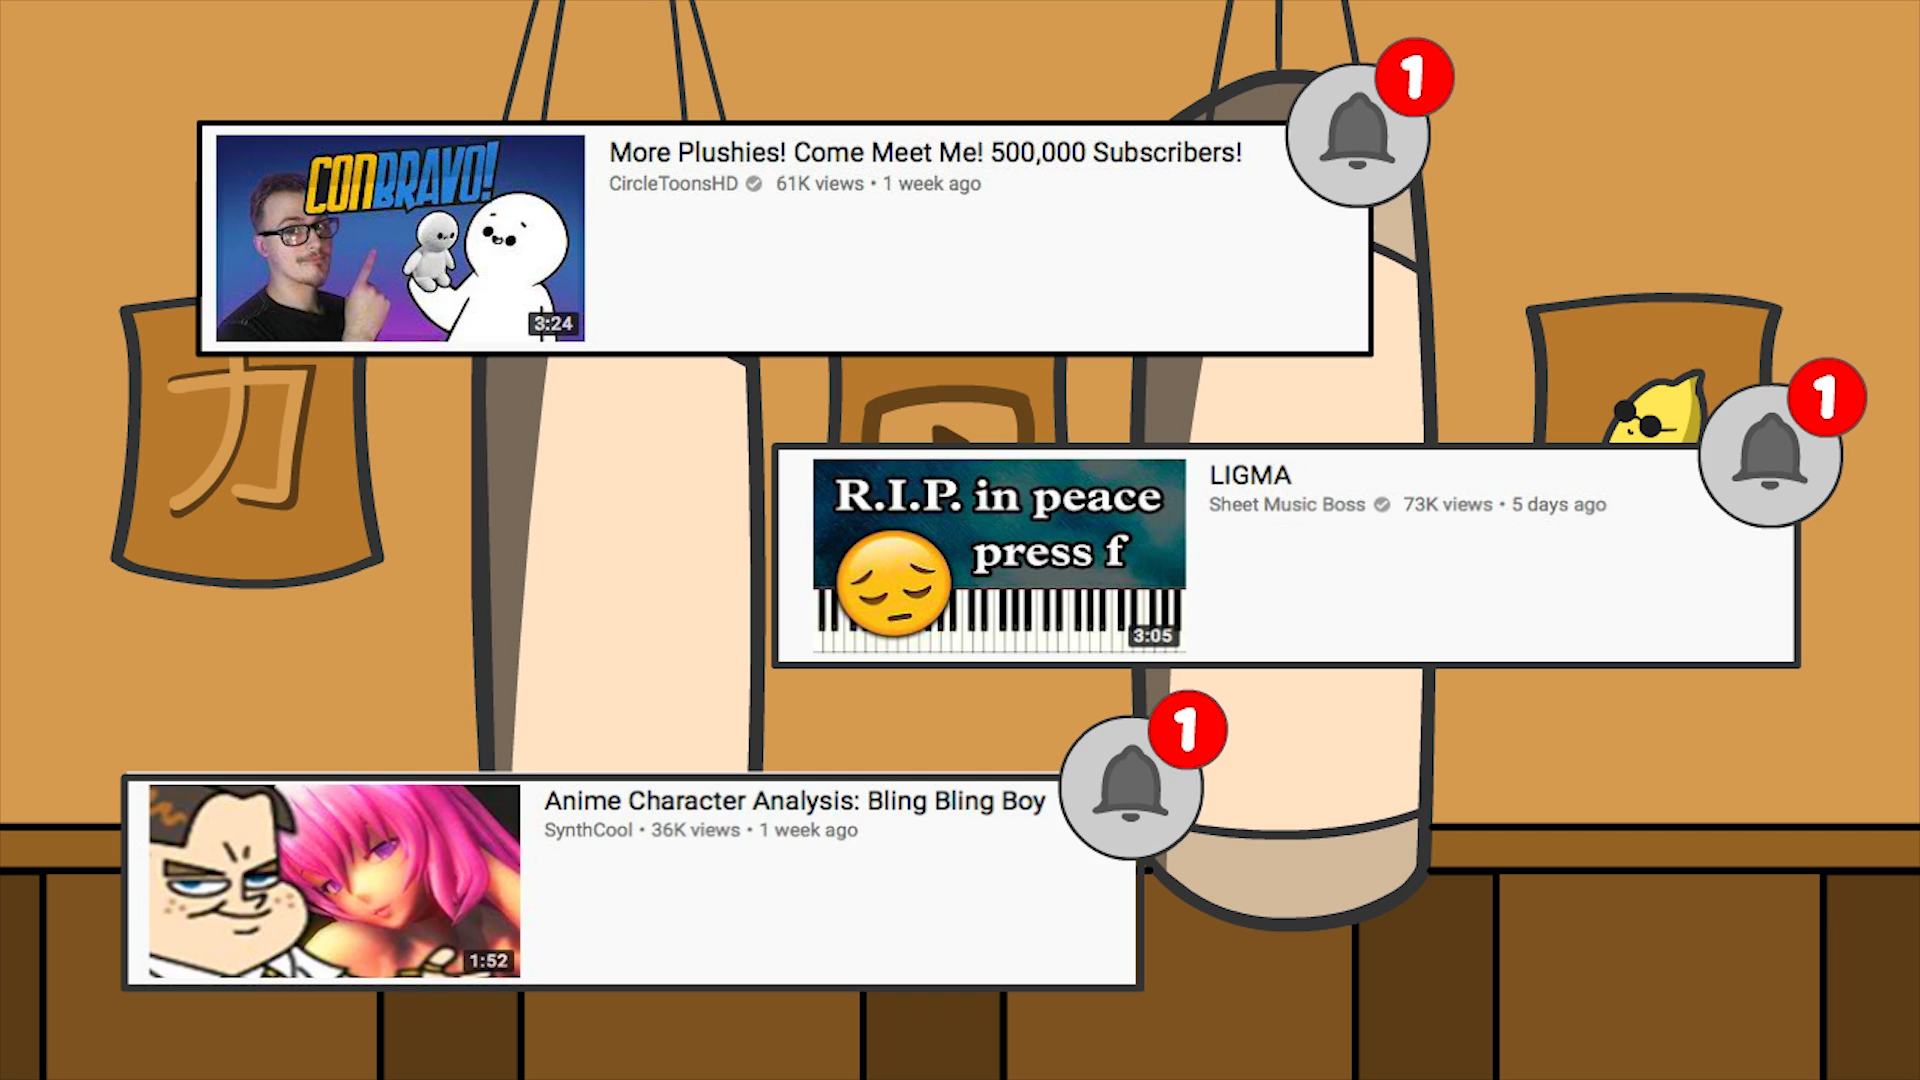 1
CONBRAVO!
3:24
More Plushies! Come Meet Me! 500,000 Subscribers!
CircleToonsHD 61K views • 1 week ago
力
1
R.I.P. in peace
press f
3:05
LIGMA
Sheet Music Boss 73K views • 5 days ago
1
1:52
Anime Character Analysis: Bling Bling Boy
SynthCool • 36K views • 1 week ago